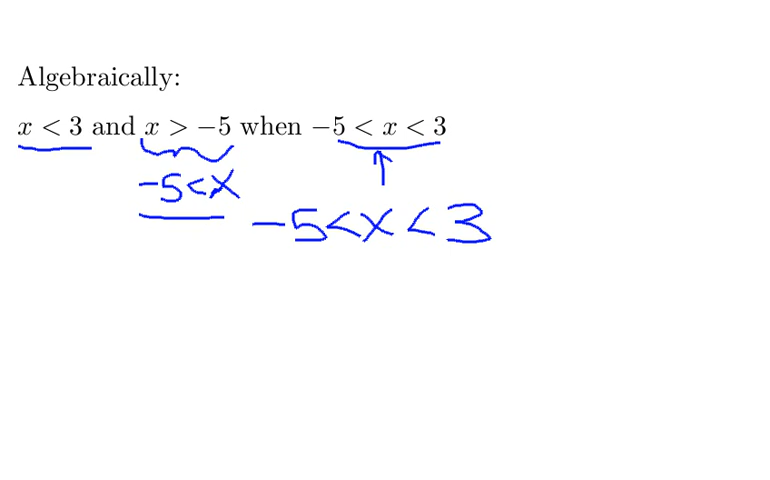 Algebraically:
x < 3 and x > −5 when −5 < x < 3
-5<x
-5<x<3